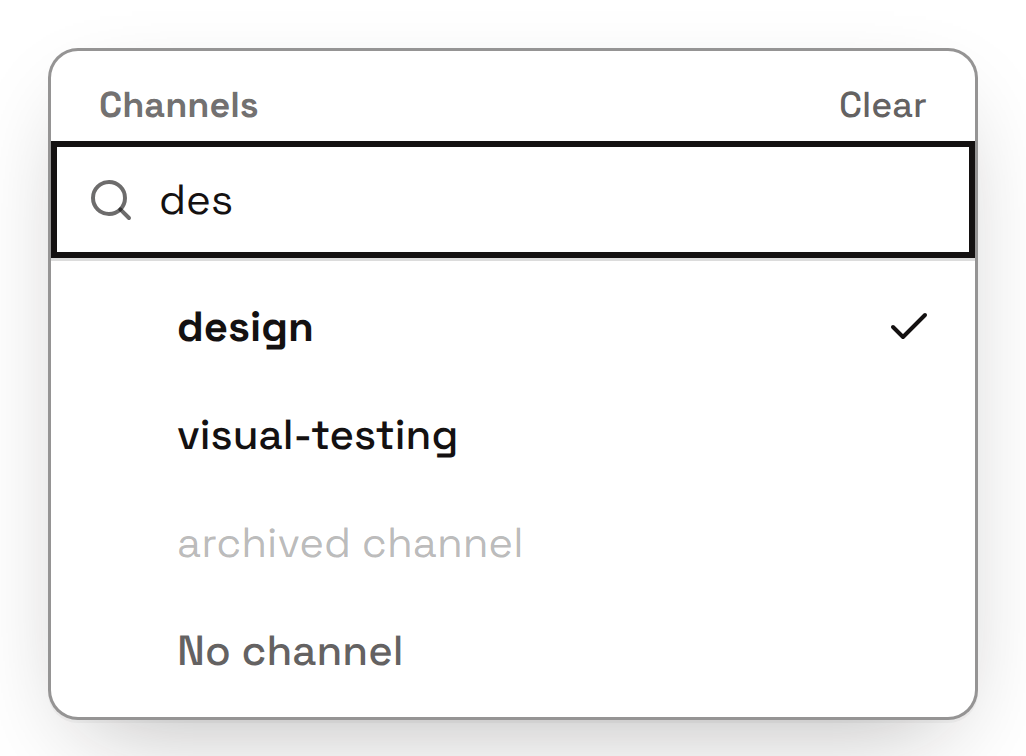 Channels Clear
des
design
visual-testing
archived channel
No channel